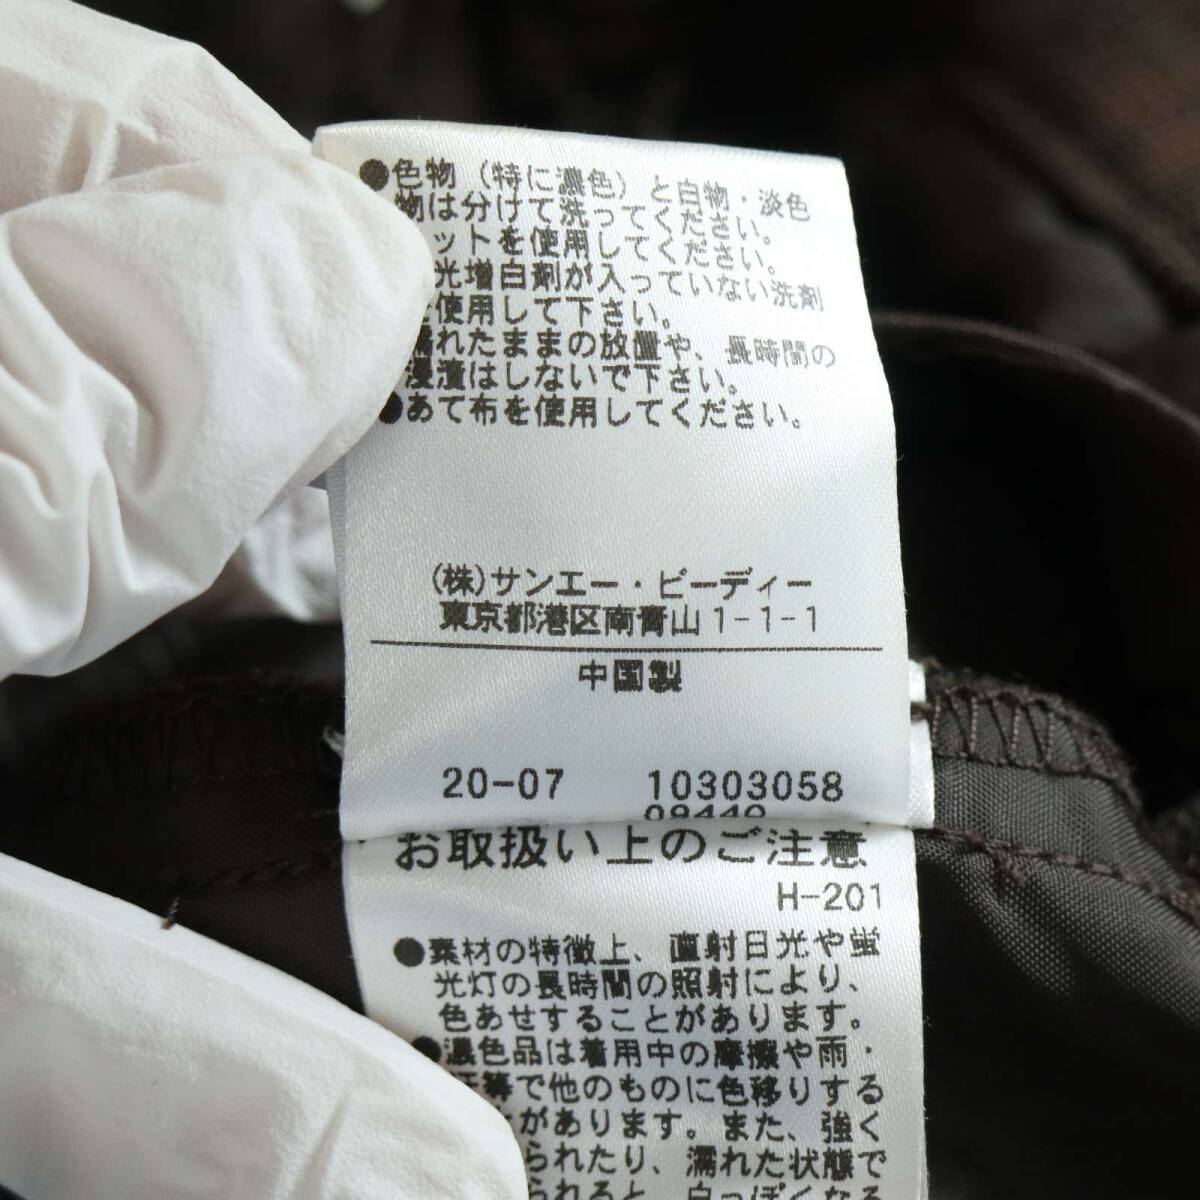 ●色物（特に濃色）と白物・淡色
物は分けて洗ってください。
ットを使用してください。
光増白剤が入っていない洗剤
を使用して下さい。
濡れたままの放置や、長時間の
浸漬はしないで下さい。
●あて布を使用してください。
(株)サンエー・ビーディー
東京都港区南青山1-1-1
中国製
20-07 10303058
09449
お取扱い上のご注意
H-201
●素材の特徴上、直射日光や蛍
光灯の長時間の照射により、
色あせすることがあります。
●濃色品は着用中の摩擦や雨・
汗等で他のものに色移りする
があります。また、強く
られたり、濡れた状態で
られると、白っぽくなる